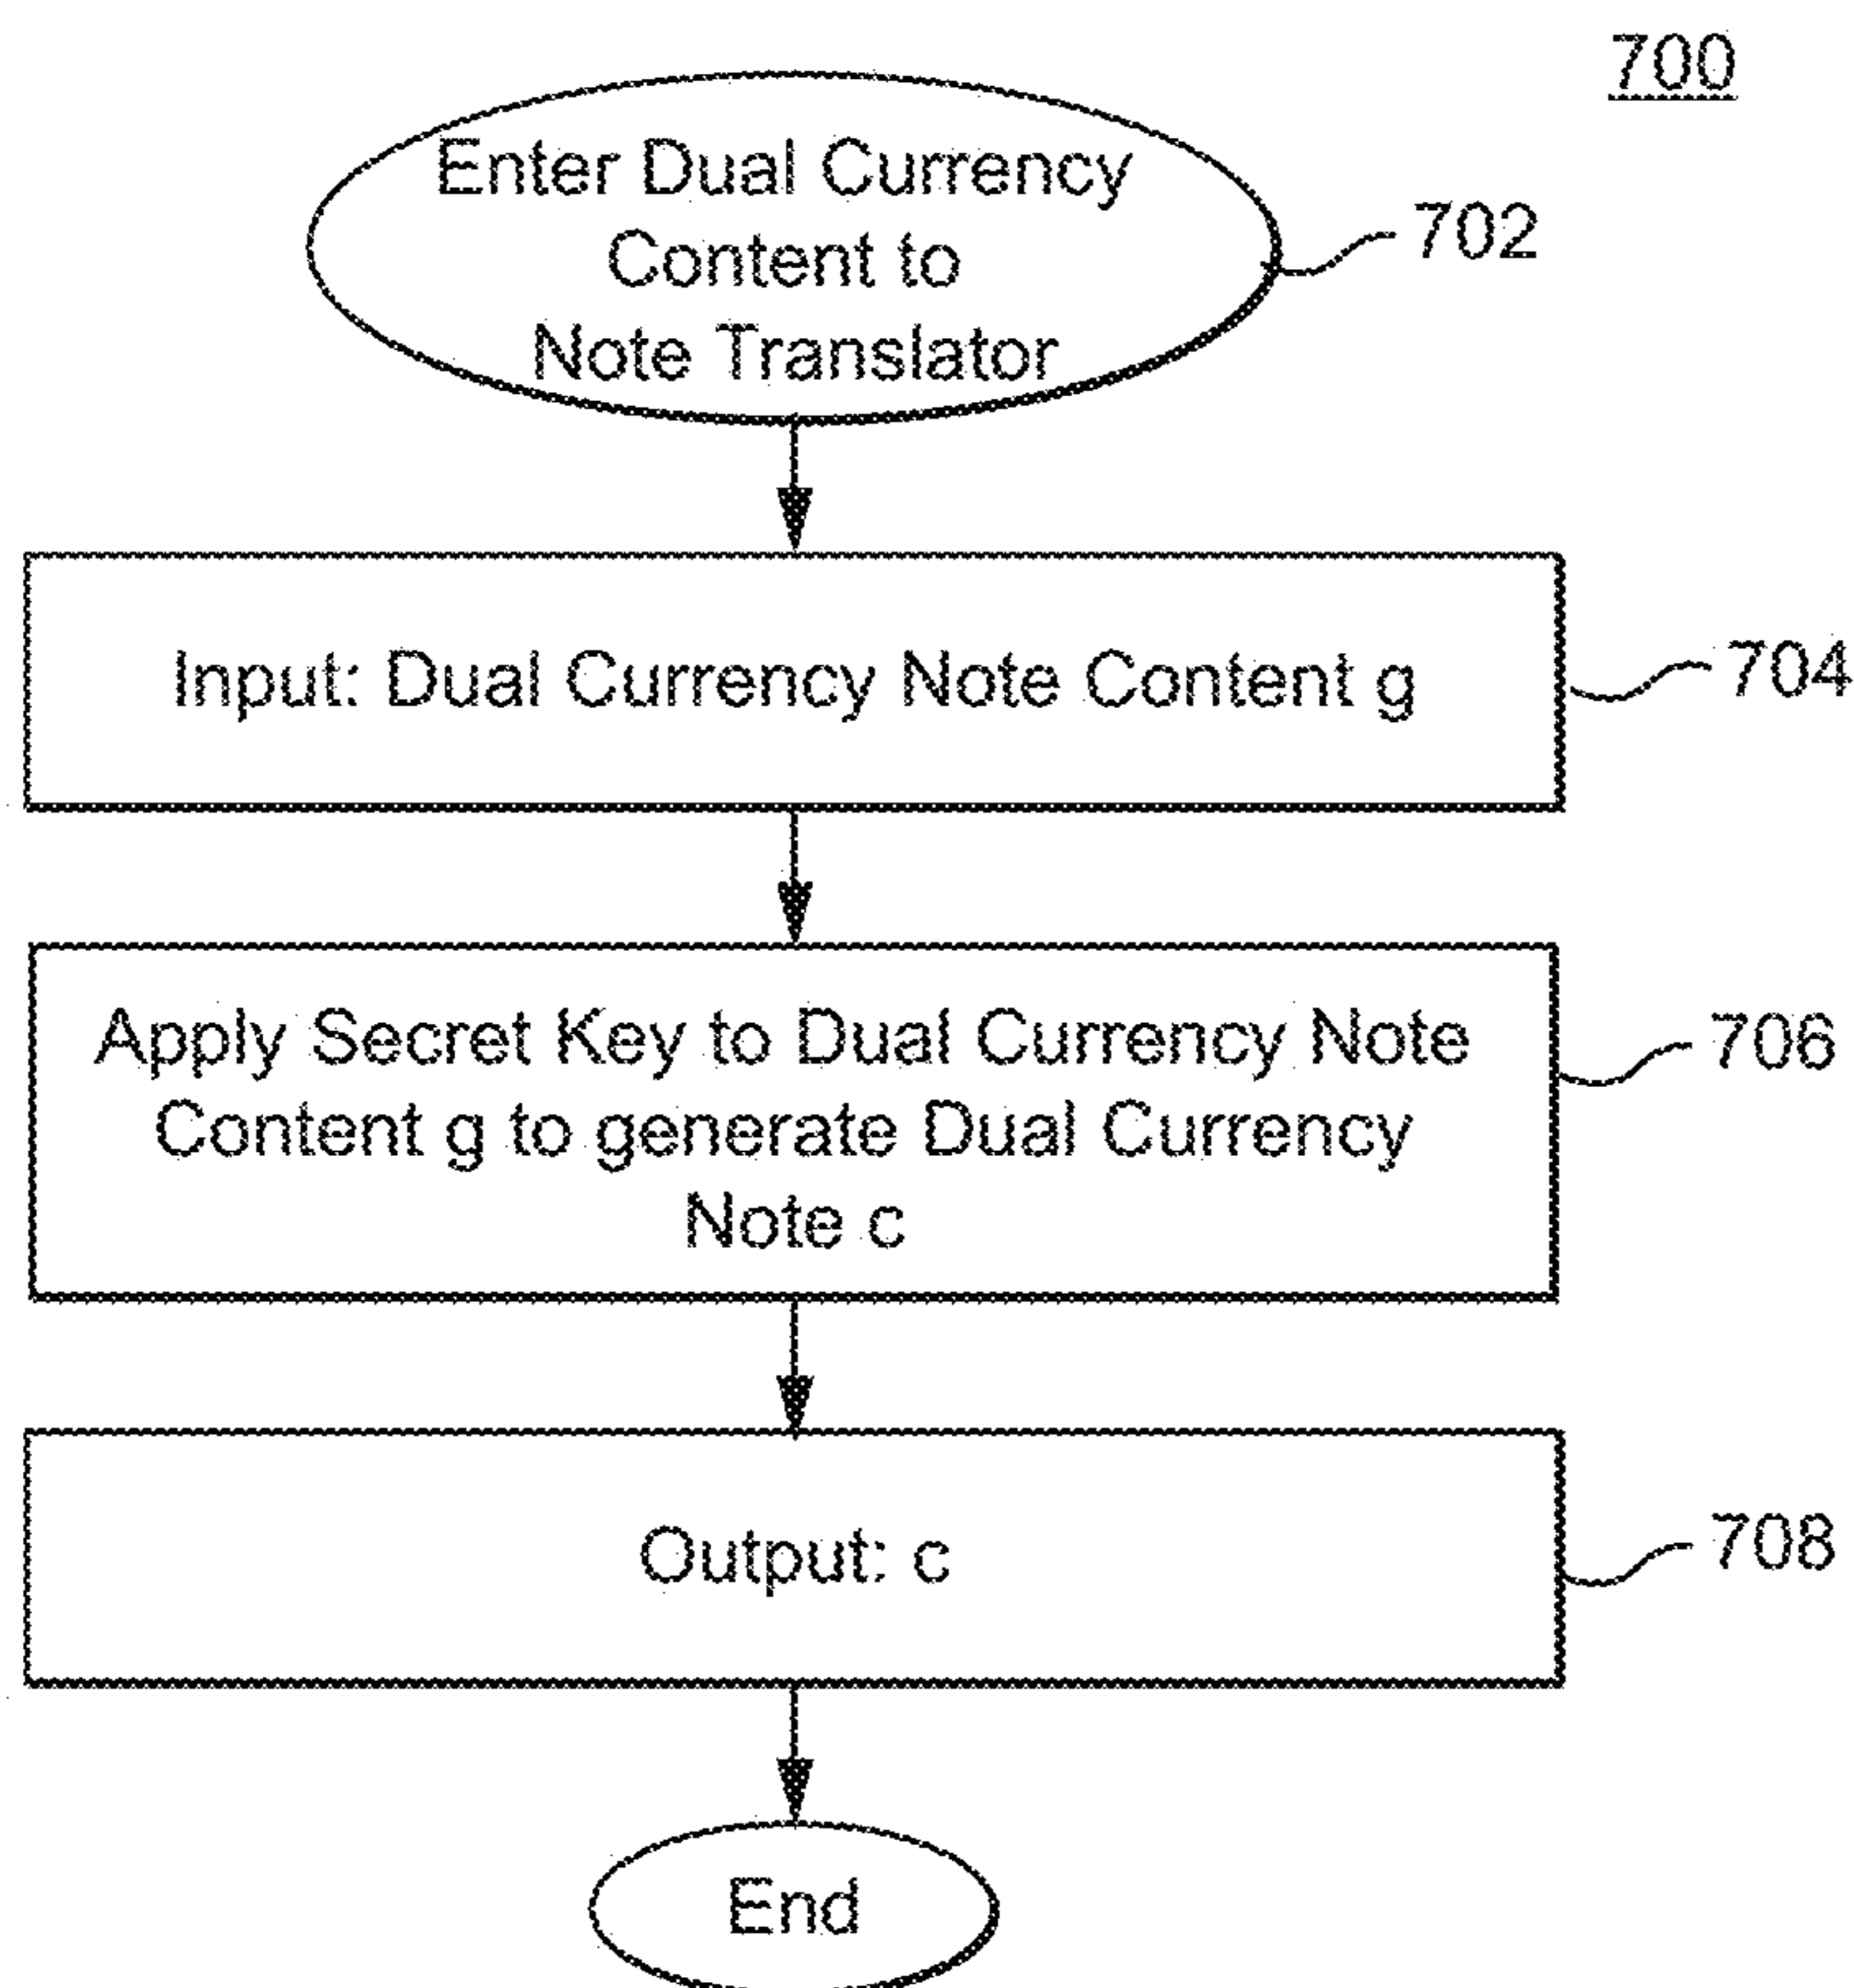 700
Enter Dual Currency
Content to
Note Translator
702
Input: Dual Currency Note Content g
704
Apply Secret Key to Dual Currency Note
Content g to generate Dual Currency
Note c
706
Output: c
708
End